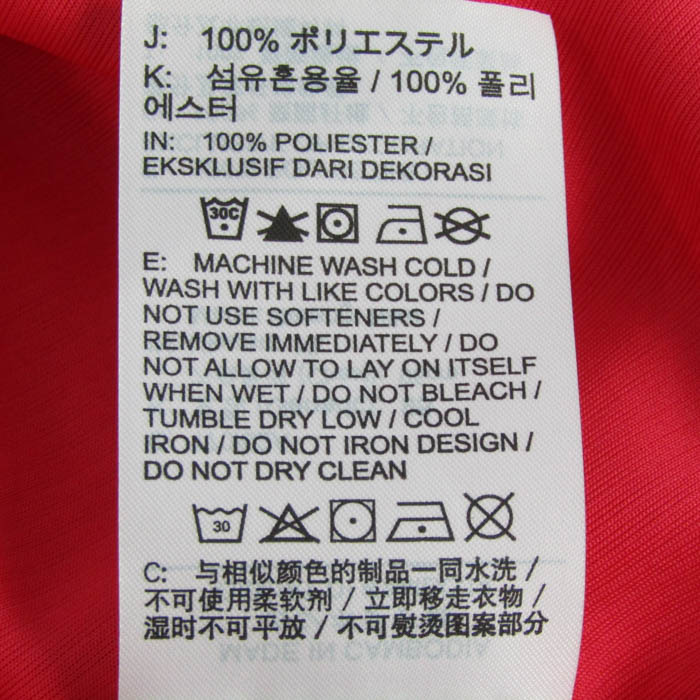 J: 100% ポリエステル
K: 섬유혼용율 / 100% 폴리
에스터
IN: 100% POLIESTER /
EKSKLUSIF DARI DEKORASI
30C
E: MACHINE WASH COLD /
WASH WITH LIKE COLORS / DO
NOT USE SOFTENERS /
REMOVE IMMEDIATELY / DO
NOT ALLOW TO LAY ON ITSELF
WHEN WET / DO NOT BLEACH /
TUMBLE DRY LOW / COOL
IRON / DO NOT IRON DESIGN /
DO NOT DRY CLEAN
30
C: 与相似颜色的制品一同水洗 /
不可使用柔软剂 / 立即移走衣物 /
湿时不可平放 / 不可熨烫图案部分
MADE IN CAMBODIA